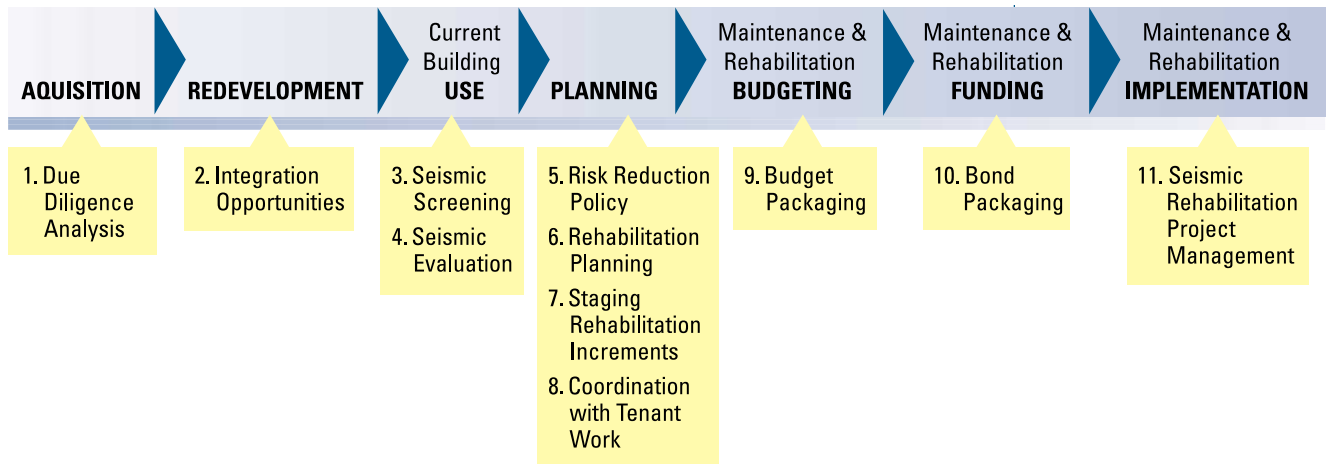 AQUISITION
REDEVELOPMENT
Current
Building
USE
PLANNING
Maintenance &
Rehabilitation
BUDGETING
Maintenance &
Rehabilitation
FUNDING
Maintenance &
Rehabilitation
IMPLEMENTATION
1. Due
Diligence
Analysis
2. Integration
Opportunities
3. Seismic
Screening
4. Seismic
Evaluation
5. Risk Reduction
Policy
6. Rehabilitation
Planning
7. Staging
Rehabilitation
Increments
8. Coordination
with Tenant
Work
9. Budget
Packaging
10. Bond
Packaging
11. Seismic
Rehabilitation
Project
Management